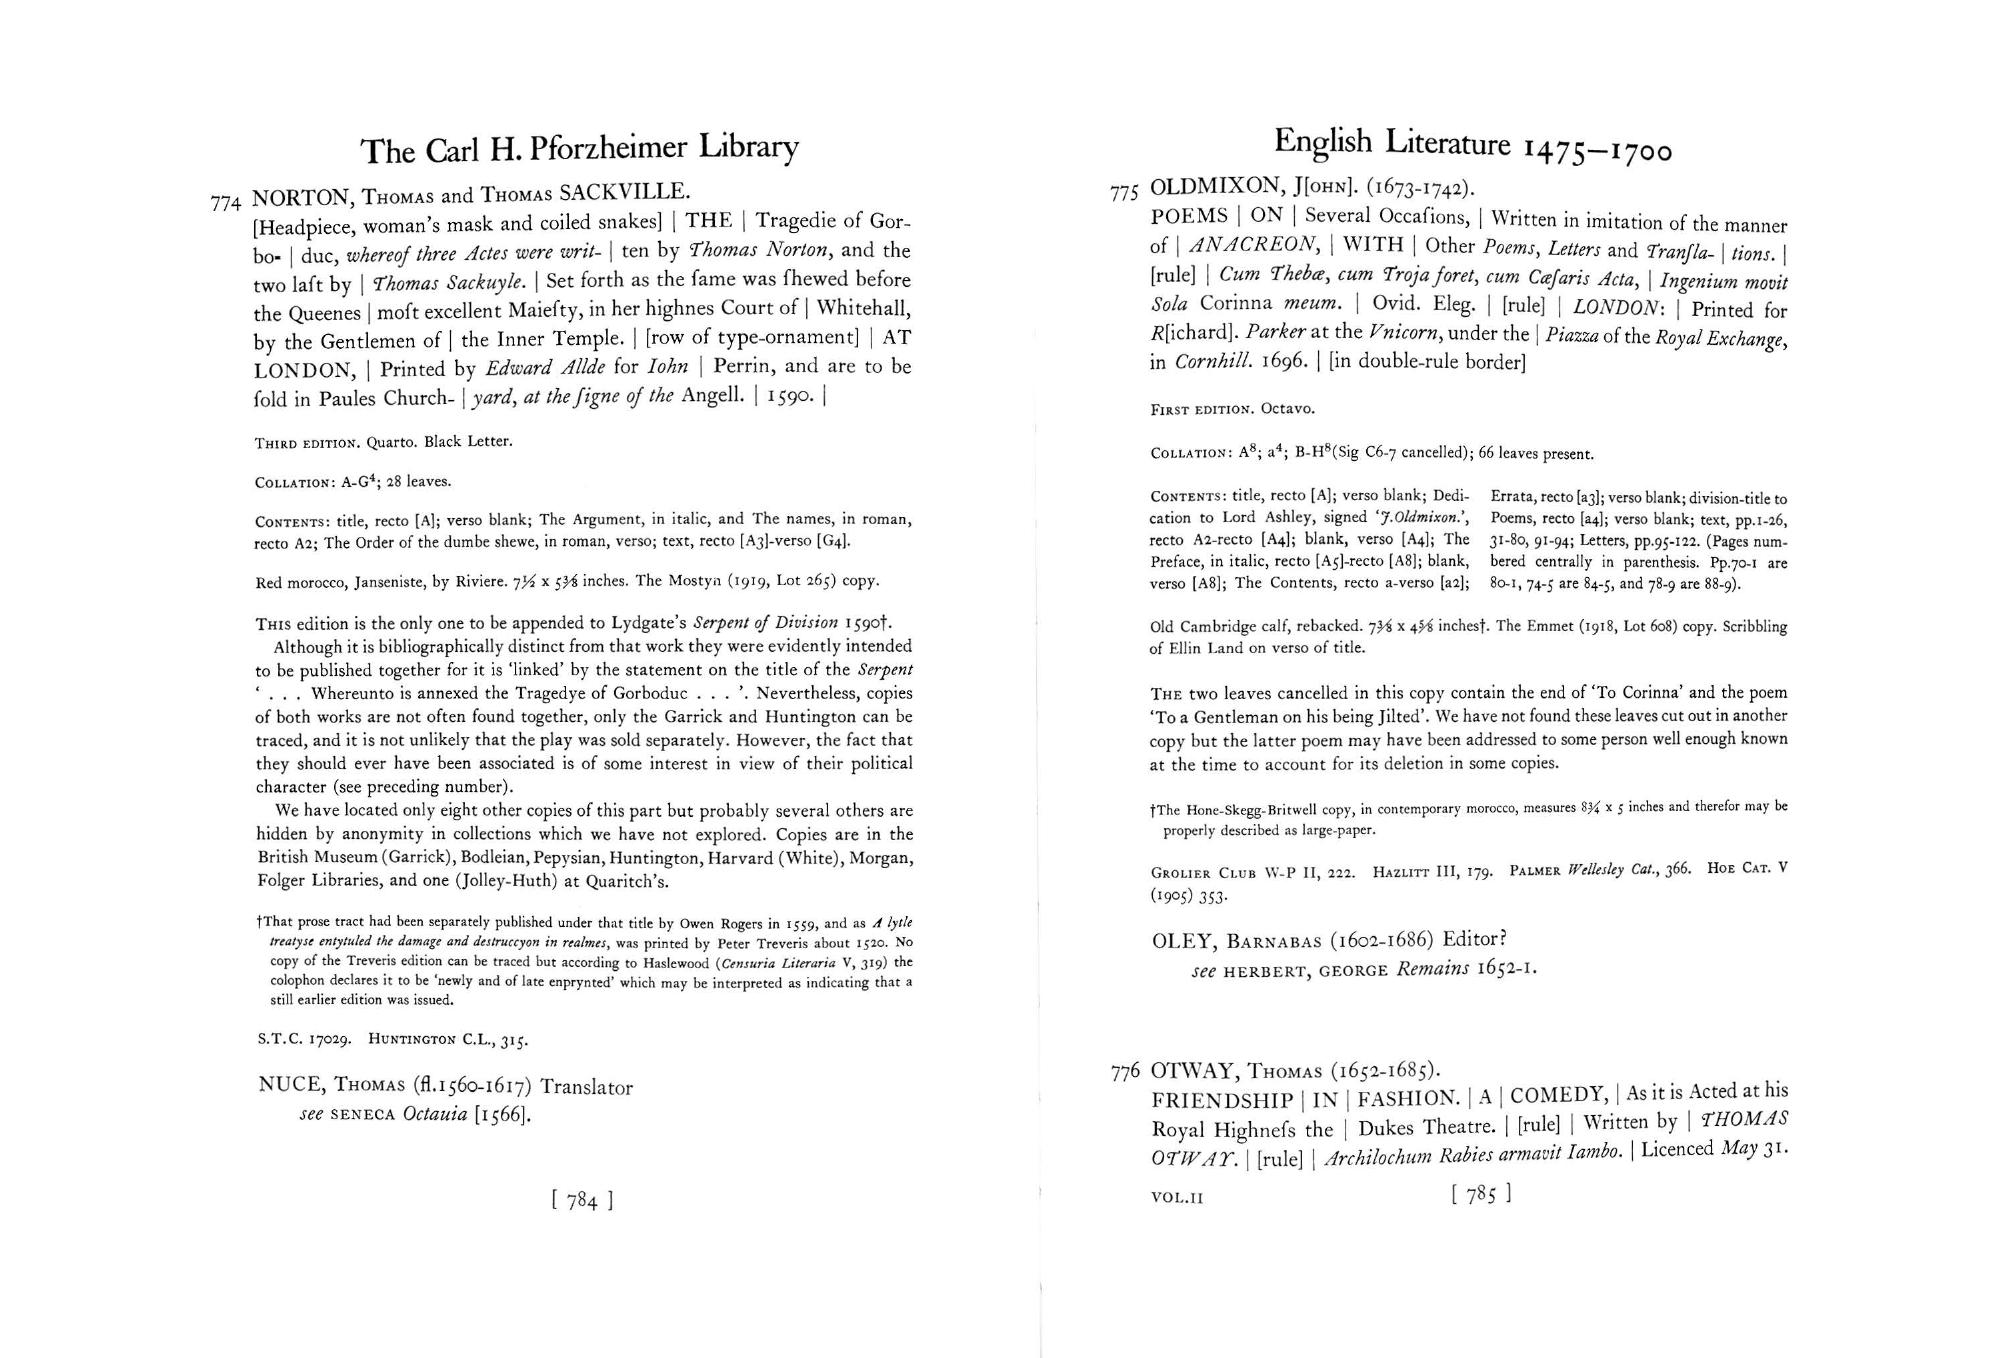 The Carl H. Pforzheimer Library
774 NORTON, THOMAS and THOMAS SACKVILLE.
[Headpiece, woman's mask and coiled snakes] | THE | Tragedie of Gor-
bo- | duc, whereof three Actes were writ- | ten by Thomas Norton, and the
two laſt by | Thomas Sackuyle. | Set forth as the ſame was ſhewed before
the Queenes | moſt excellent Maieſty, in her highnes Court of | Whitehall,
by the Gentlemen of | the Inner Temple. | [row of type-ornament] | AT
LONDON, | Printed by Edward Allde for Iohn | Perrin, and are to be
ſold in Paules Church- | yard, at the ſigne of the Angell. | 1590. |
THIRD EDITION. Quarto. Black Letter.
COLLATION: A-G⁴; 28 leaves.
CONTENTS: title, recto [A]; verso blank; The Argument, in italic, and The names, in roman,
recto A2; The Order of the dumbe shewe, in roman, verso; text, recto [A3]-verso [G4].
Red morocco, Janseniste, by Riviere. 7½ x 5⅜ inches. The Mostyn (1919, Lot 265) copy.
THIS edition is the only one to be appended to Lydgate's Serpent of Division 1590†.
Although it is bibliographically distinct from that work they were evidently intended
to be published together for it is 'linked' by the statement on the title of the Serpent
' . . . Whereunto is annexed the Tragedye of Gorboduc . . . '. Nevertheless, copies
of both works are not often found together, only the Garrick and Huntington can be
traced, and it is not unlikely that the play was sold separately. However, the fact that
they should ever have been associated is of some interest in view of their political
character (see preceding number).
We have located only eight other copies of this part but probably several others are
hidden by anonymity in collections which we have not explored. Copies are in the
British Museum (Garrick), Bodleian, Pepysian, Huntington, Harvard (White), Morgan,
Folger Libraries, and one (Jolley-Huth) at Quaritch's.
†That prose tract had been separately published under that title by Owen Rogers in 1559, and as A lytle
treatyse entytuled the damage and destruccyon in realmes, was printed by Peter Treveris about 1520. No
copy of the Treveris edition can be traced but according to Haslewood (Censuria Literaria V, 319) the
colophon declares it to be 'newly and of late enprynted' which may be interpreted as indicating that a
still earlier edition was issued.
S.T.C. 17029. HUNTINGTON C.L., 315.
NUCE, THOMAS (fl.1560-1617) Translator
see SENECA Octauia [1566].
[ 784 ]
English Literature 1475–1700
775 OLDMIXON, J[OHN]. (1673-1742).
POEMS | ON | Several Occaſions, | Written in imitation of the manner
of | ANACREON, | WITH | Other Poems, Letters and Tranſla- | tions. |
[rule] | Cum Thebæ, cum Troja foret, cum Cæſaris Acta, | Ingenium movit
Sola Corinna meum. | Ovid. Eleg. | [rule] | LONDON: | Printed for
R[ichard]. Parker at the Vnicorn, under the | Piazza of the Royal Exchange,
in Cornhill. 1696. | [in double-rule border]
FIRST EDITION. Octavo.
COLLATION: A⁸; a⁴; B-H⁸(Sig C6-7 cancelled); 66 leaves present.
CONTENTS: title, recto [A]; verso blank; Dedi-
cation to Lord Ashley, signed 'J.Oldmixon.',
recto A2-recto [A4]; blank, verso [A4]; The
Preface, in italic, recto [A5]-recto [A8]; blank,
verso [A8]; The Contents, recto a-verso [a2];
Errata, recto [a3]; verso blank; division-title to
Poems, recto [a4]; verso blank; text, pp.1-26,
31-80, 91-94; Letters, pp.95-122. (Pages num-
bered centrally in parenthesis. Pp.70-1 are
80-1, 74-5 are 84-5, and 78-9 are 88-9).
Old Cambridge calf, rebacked. 7⅜ x 4⅝ inches†. The Emmet (1918, Lot 608) copy. Scribbling
of Ellin Land on verso of title.
THE two leaves cancelled in this copy contain the end of 'To Corinna' and the poem
'To a Gentleman on his being Jilted'. We have not found these leaves cut out in another
copy but the latter poem may have been addressed to some person well enough known
at the time to account for its deletion in some copies.
†The Hone-Skegg-Britwell copy, in contemporary morocco, measures 8¾ x 5 inches and therefor may be
properly described as large-paper.
GROLIER CLUB W-P II, 222. HAZLITT III, 179. PALMER Wellesley Cat., 366. HOE CAT. V
(1905) 353.
OLEY, BARNABAS (1602-1686) Editor?
see HERBERT, GEORGE Remains 1652-1.
776 OTWAY, THOMAS (1652-1685).
FRIENDSHIP | IN | FASHION. | A | COMEDY, | As it is Acted at his
Royal Highneſs the | Dukes Theatre. | [rule] | Written by | THOMAS
OTWAY. | [rule] | Archilochum Rabies armavit Iambo. | Licenced May 31.
VOL.II
[ 785 ]